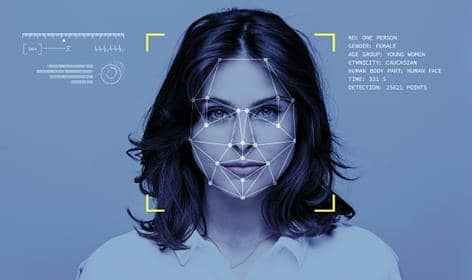 NO: ONE PERSON
GENDER: FEMALE
AGE GROUP: YOUNG WOMEN
ETHNICITY: CAUCASIAN
HUMAN BODY PART: HUMAN FACE
TIME: 331 S
DETECTION: 25621 POINTS